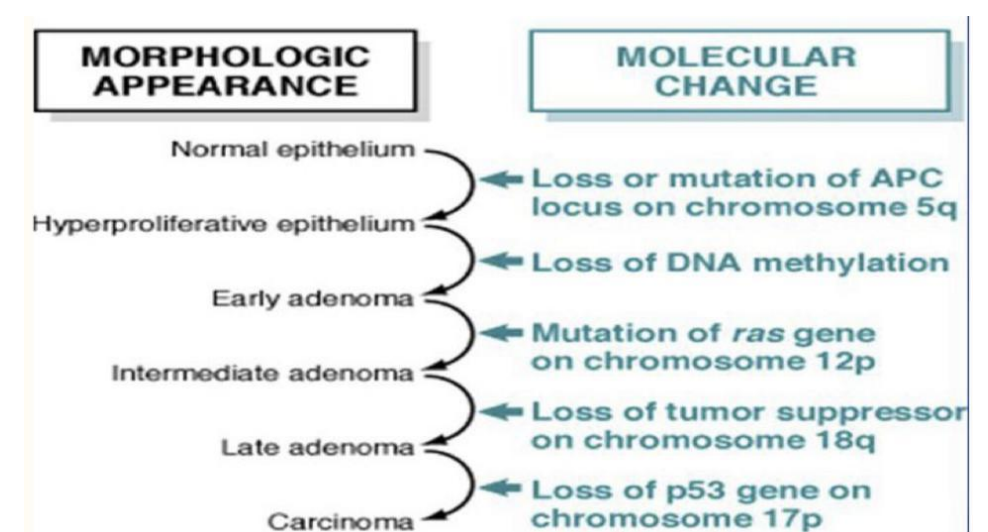 MORPHOLOGIC
APPEARANCE
MOLECULAR
CHANGE
Normal epithelium
Loss or mutation of APC
locus on chromosome 5q
Hyperproliferative epithelium
Loss of DNA methylation
Early adenoma
Mutation of ras gene
on chromosome 12p
Intermediate adenoma
Loss of tumor suppressor
on chromosome 18q
Late adenoma
Loss of p53 gene on
chromosome 17p
Carcinoma